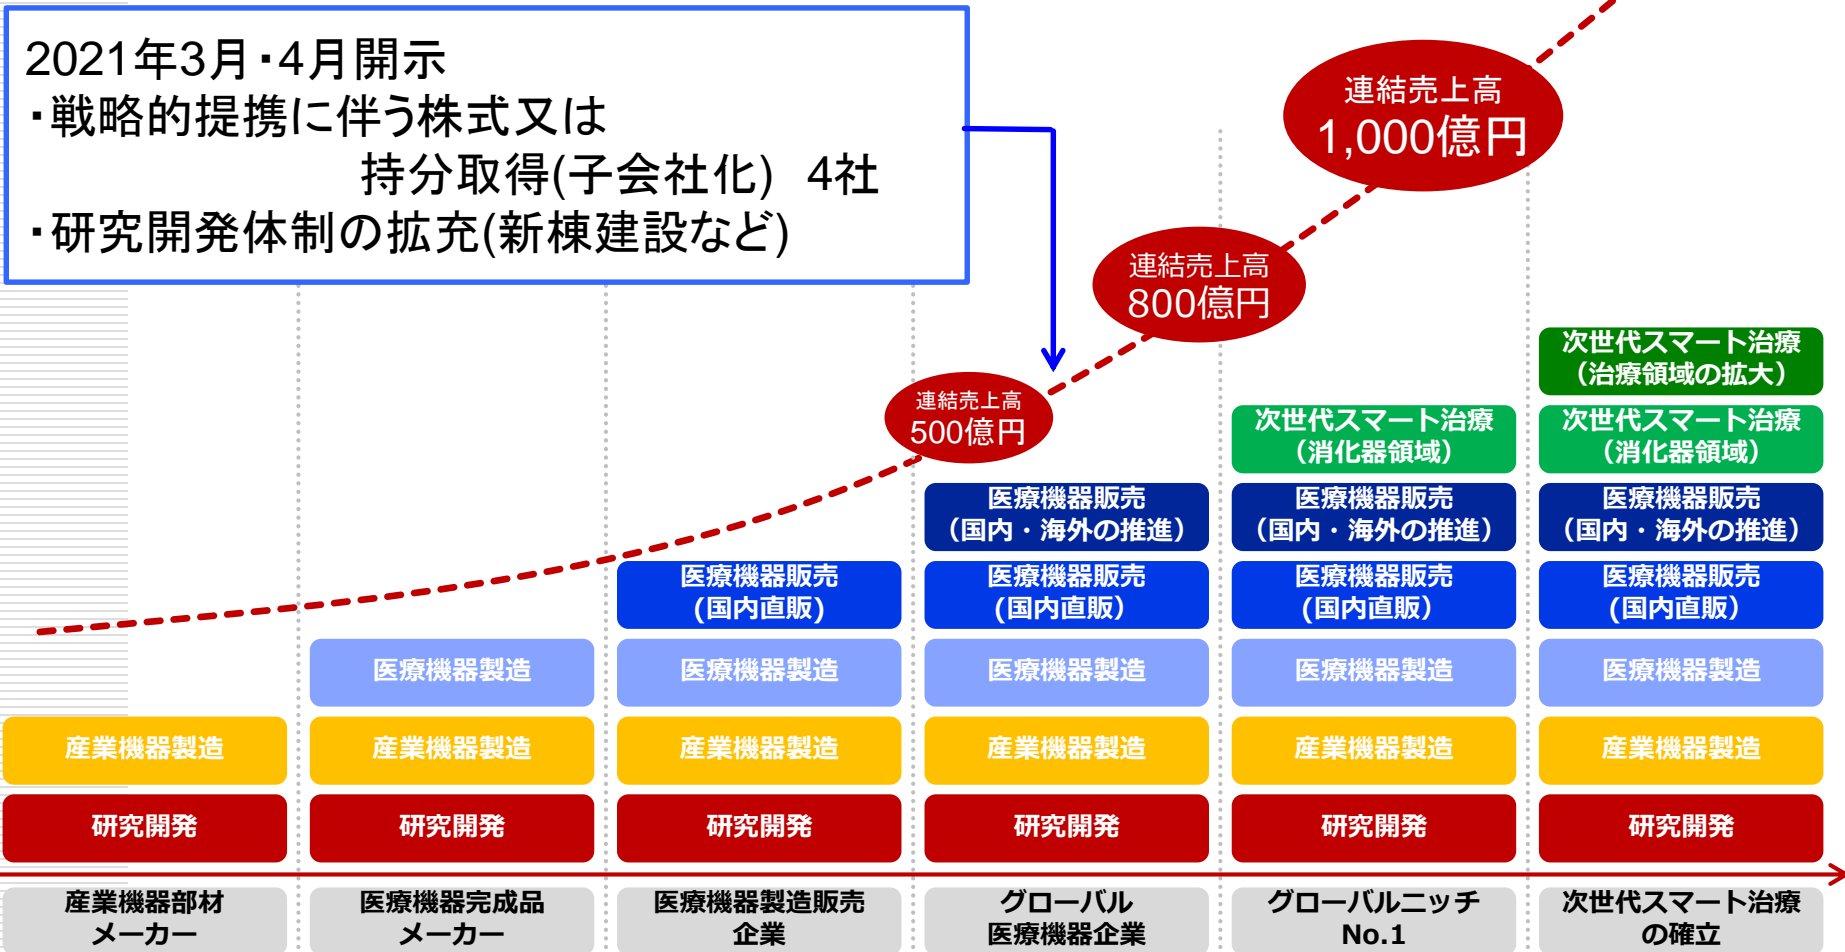 2021年3月・4月開示
・戦略的提携に伴う株式又は
持分取得(子会社化) 4社
・研究開発体制の拡充(新棟建設など)
連結売上高
1,000億円
連結売上高
800億円
連結売上高
500億円
次世代スマート治療
（治療領域の拡大）
次世代スマート治療
（消化器領域）
次世代スマート治療
（消化器領域）
医療機器販売
（国内・海外の推進）
医療機器販売
（国内・海外の推進）
医療機器販売
（国内・海外の推進）
医療機器販売
(国内直販)
医療機器販売
(国内直販）
医療機器販売
(国内直販）
医療機器販売
(国内直販）
医療機器製造
医療機器製造
医療機器製造
医療機器製造
医療機器製造
産業機器製造
産業機器製造
産業機器製造
産業機器製造
産業機器製造
産業機器製造
研究開発
研究開発
研究開発
研究開発
研究開発
研究開発
産業機器部材
メーカー
医療機器完成品
メーカー
医療機器製造販売
企業
グローバル
医療機器企業
グローバルニッチ
No.1
次世代スマート治療
の確立